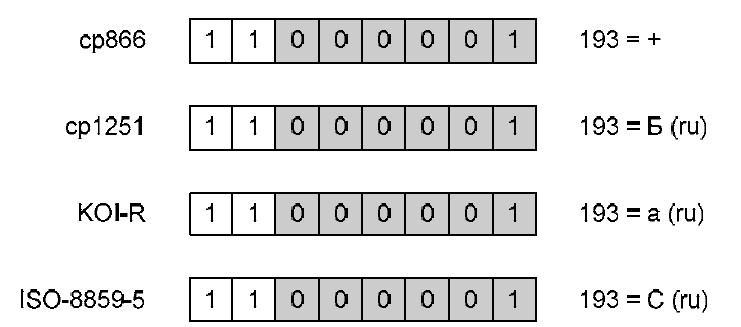 cp866 1 1 0 0 0 0 0 1 193 = +
cp1251 1 1 0 0 0 0 0 1 193 = Б (ru)
KOI-R 1 1 0 0 0 0 0 1 193 = а (ru)
ISO-8859-5 1 1 0 0 0 0 0 1 193 = С (ru)